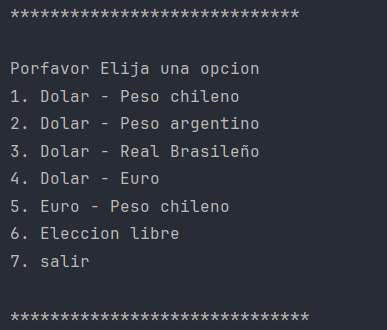 *****************************
Porfavor Elija una opcion
1. Dolar - Peso chileno
2. Dolar - Peso argentino
3. Dolar - Real Brasileño
4. Dolar - Euro
5. Euro - Peso chileno
6. Eleccion libre
7. salir
******************************